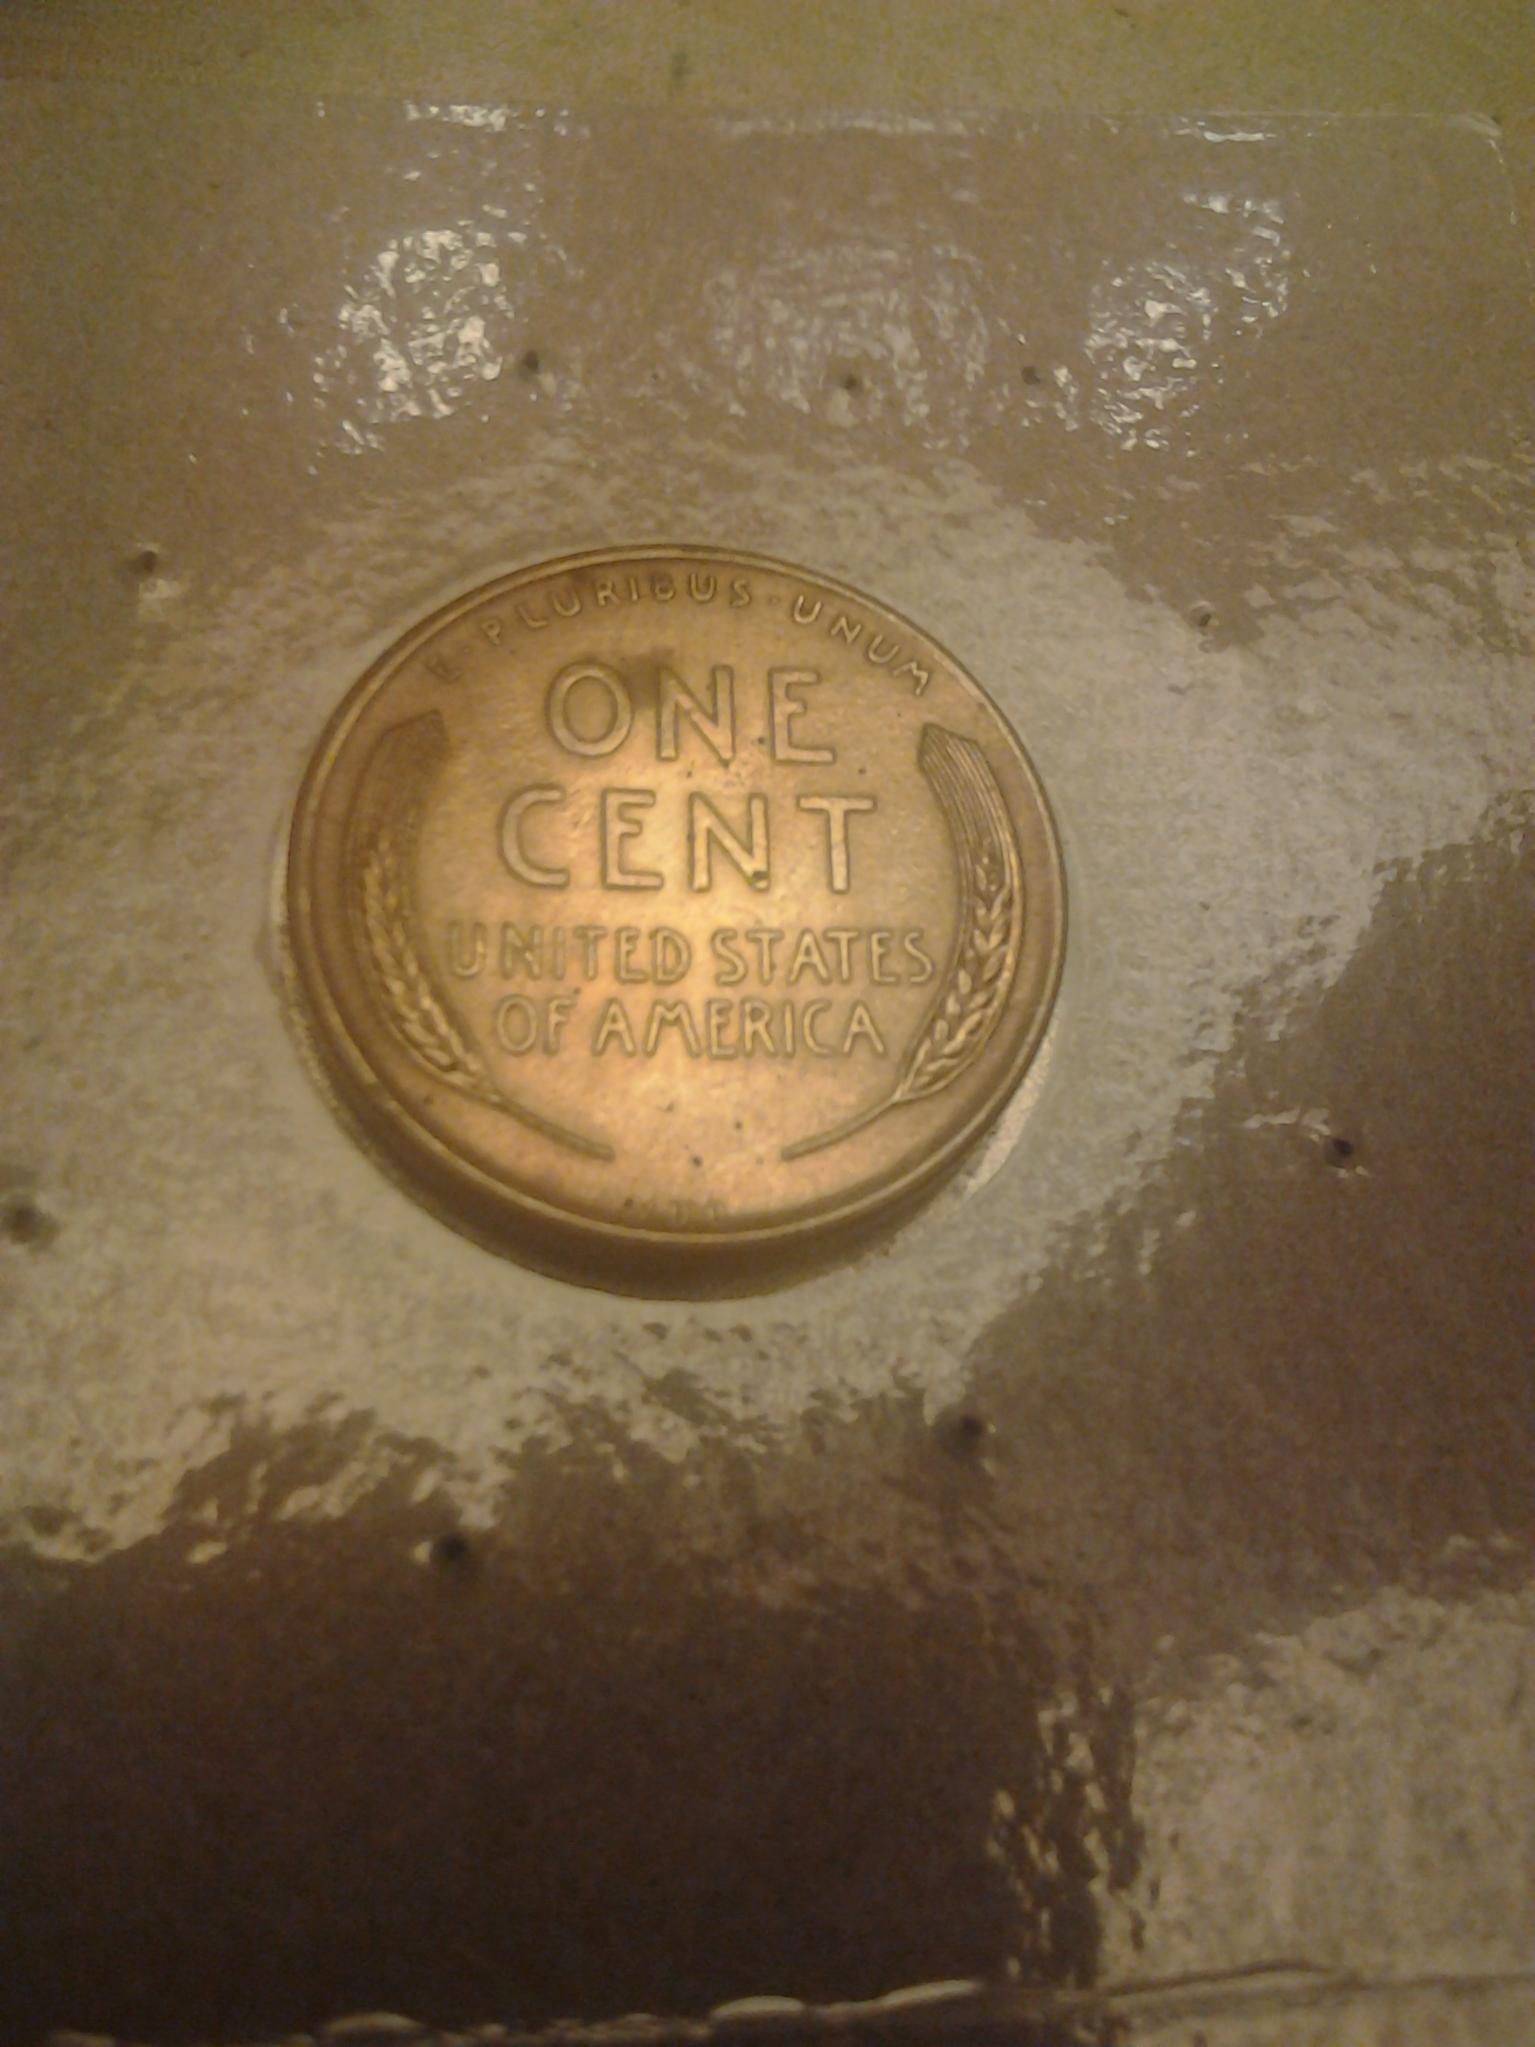 E · PLURIBUS · UNUM
ONE
CENT
UNITED STATES
OF AMERICA